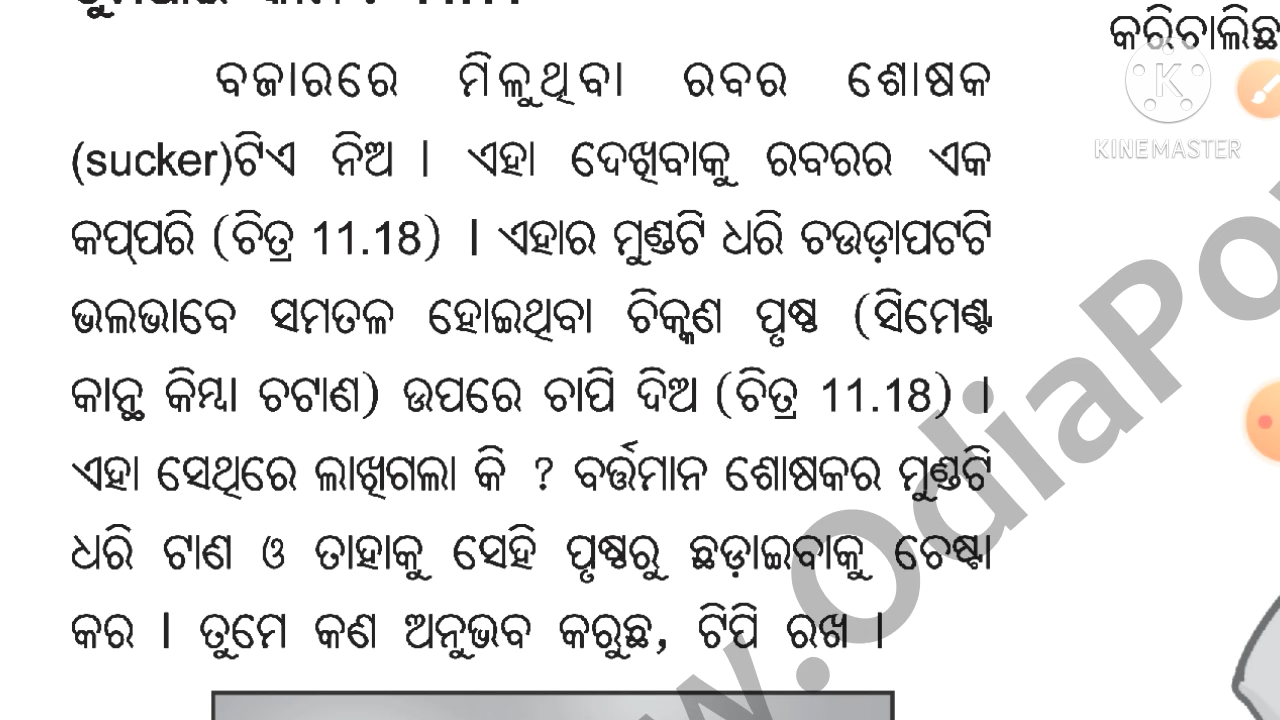 ବଜାରରେ ମିଳୁଥିବା ରବର ଶୋଷକ
(sucker)ଟିଏ ନିଅ | ଏହା ଦେଖିବାକୁ ରବରର ଏକ
କପ୍‌ପରି (ଚିତ୍ର 11.18) | ଏହାର ମୁଣ୍ଡଟି ଧରି ଚଉଡ଼ାପଟଟି
ଭଲଭାବେ ସମତଳ ହୋଇଥିବା ଚିକ୍କଣ ପୃଷ୍ଠ (ସିମେଣ୍ଟ
କାନ୍ଥ କିମ୍ବା ଚଟାଣ) ଉପରେ ଚାପି ଦିଅ (ଚିତ୍ର 11.18) |
ଏହା ସେଥିରେ ଲାଖିଗଲା କି ? ବର୍ତ୍ତମାନ ଶୋଷକର ମୁଣ୍ଡଟି
ଧରି ଟାଣ ଓ ତାହାକୁ ସେହି ପୃଷ୍ଠରୁ ଛଡ଼ାଇବାକୁ ଚେଷ୍ଟା
କର | ତୁମେ କଣ ଅନୁଭବ କରୁଛ, ଟିପି ରଖ |
କରିଚାଲିଛ
K
KINEMASTER
w.OdiaPo